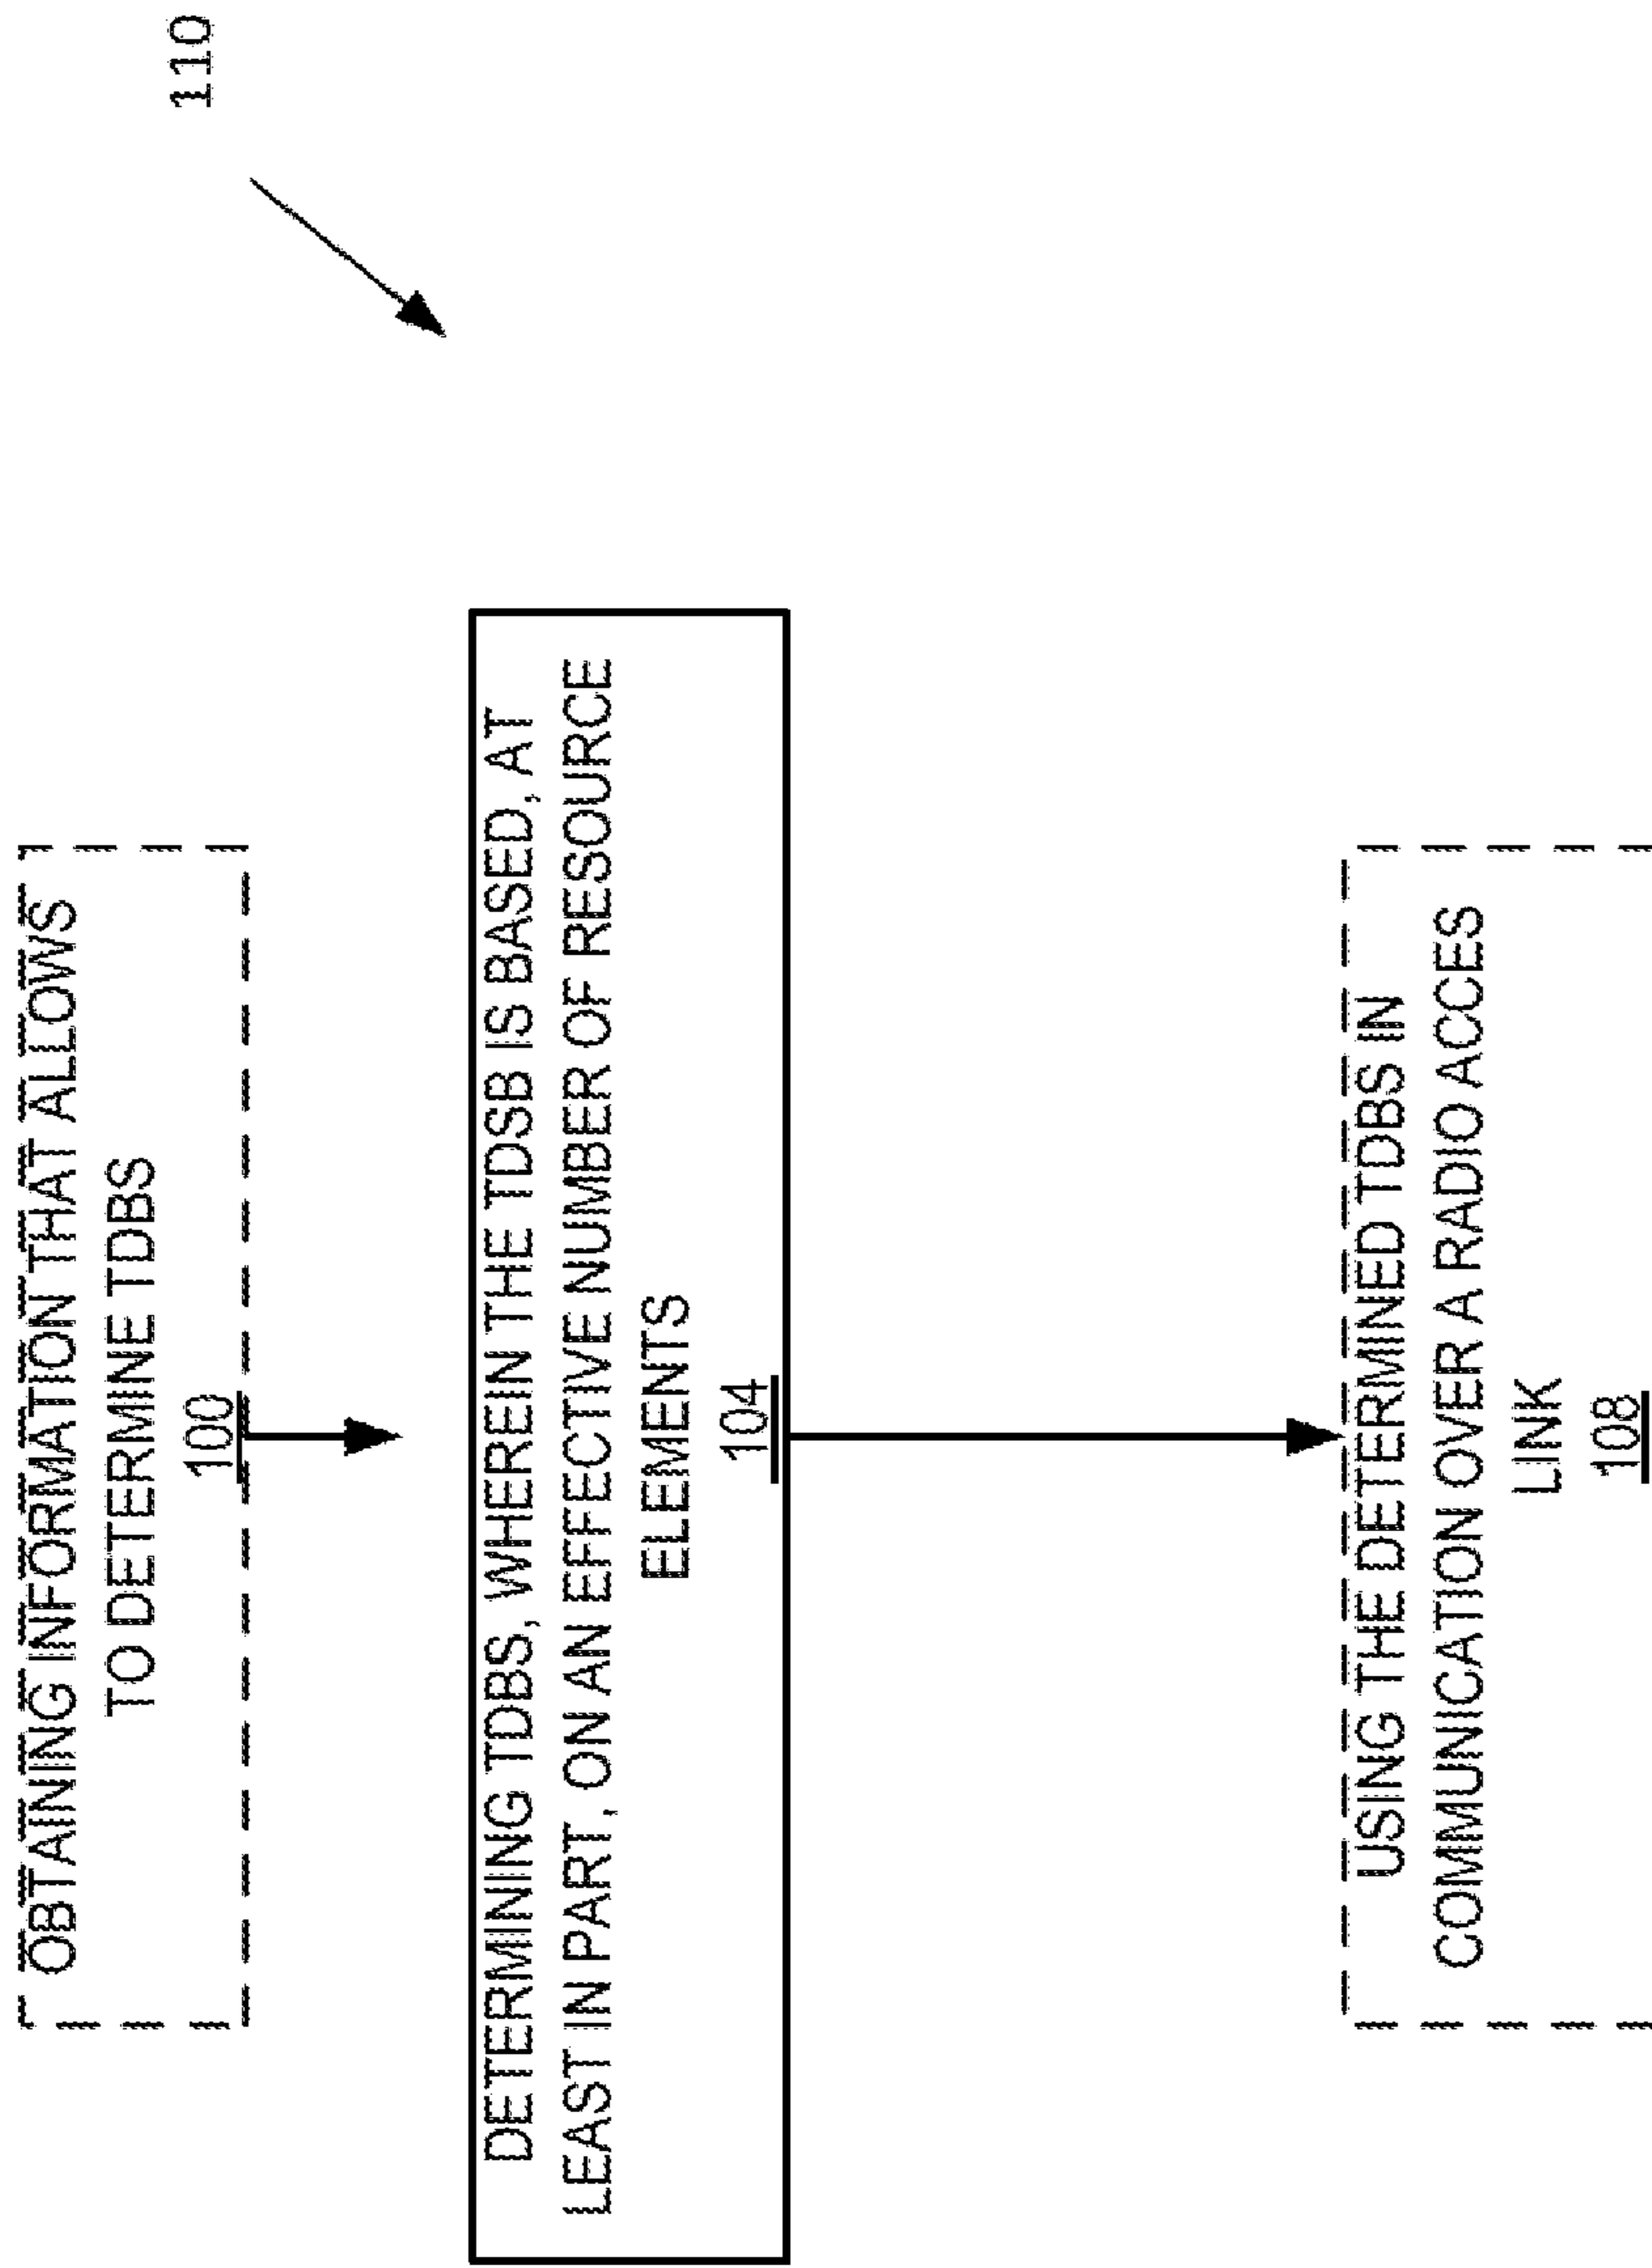 110
OBTAINING INFORMATION THAT ALLOWS
TO DETERMINE TDBS
100
DETERMINING TDBS, WHEREIN THE TDSB IS BASED, AT
LEAST IN PART, ON AN EFFECTIVE NUMBER OF RESOURCE
ELEMENTS
104
USING THE DETERMINED TDBS IN
COMMUNICATION OVER A RADIO ACCES
LINK
108